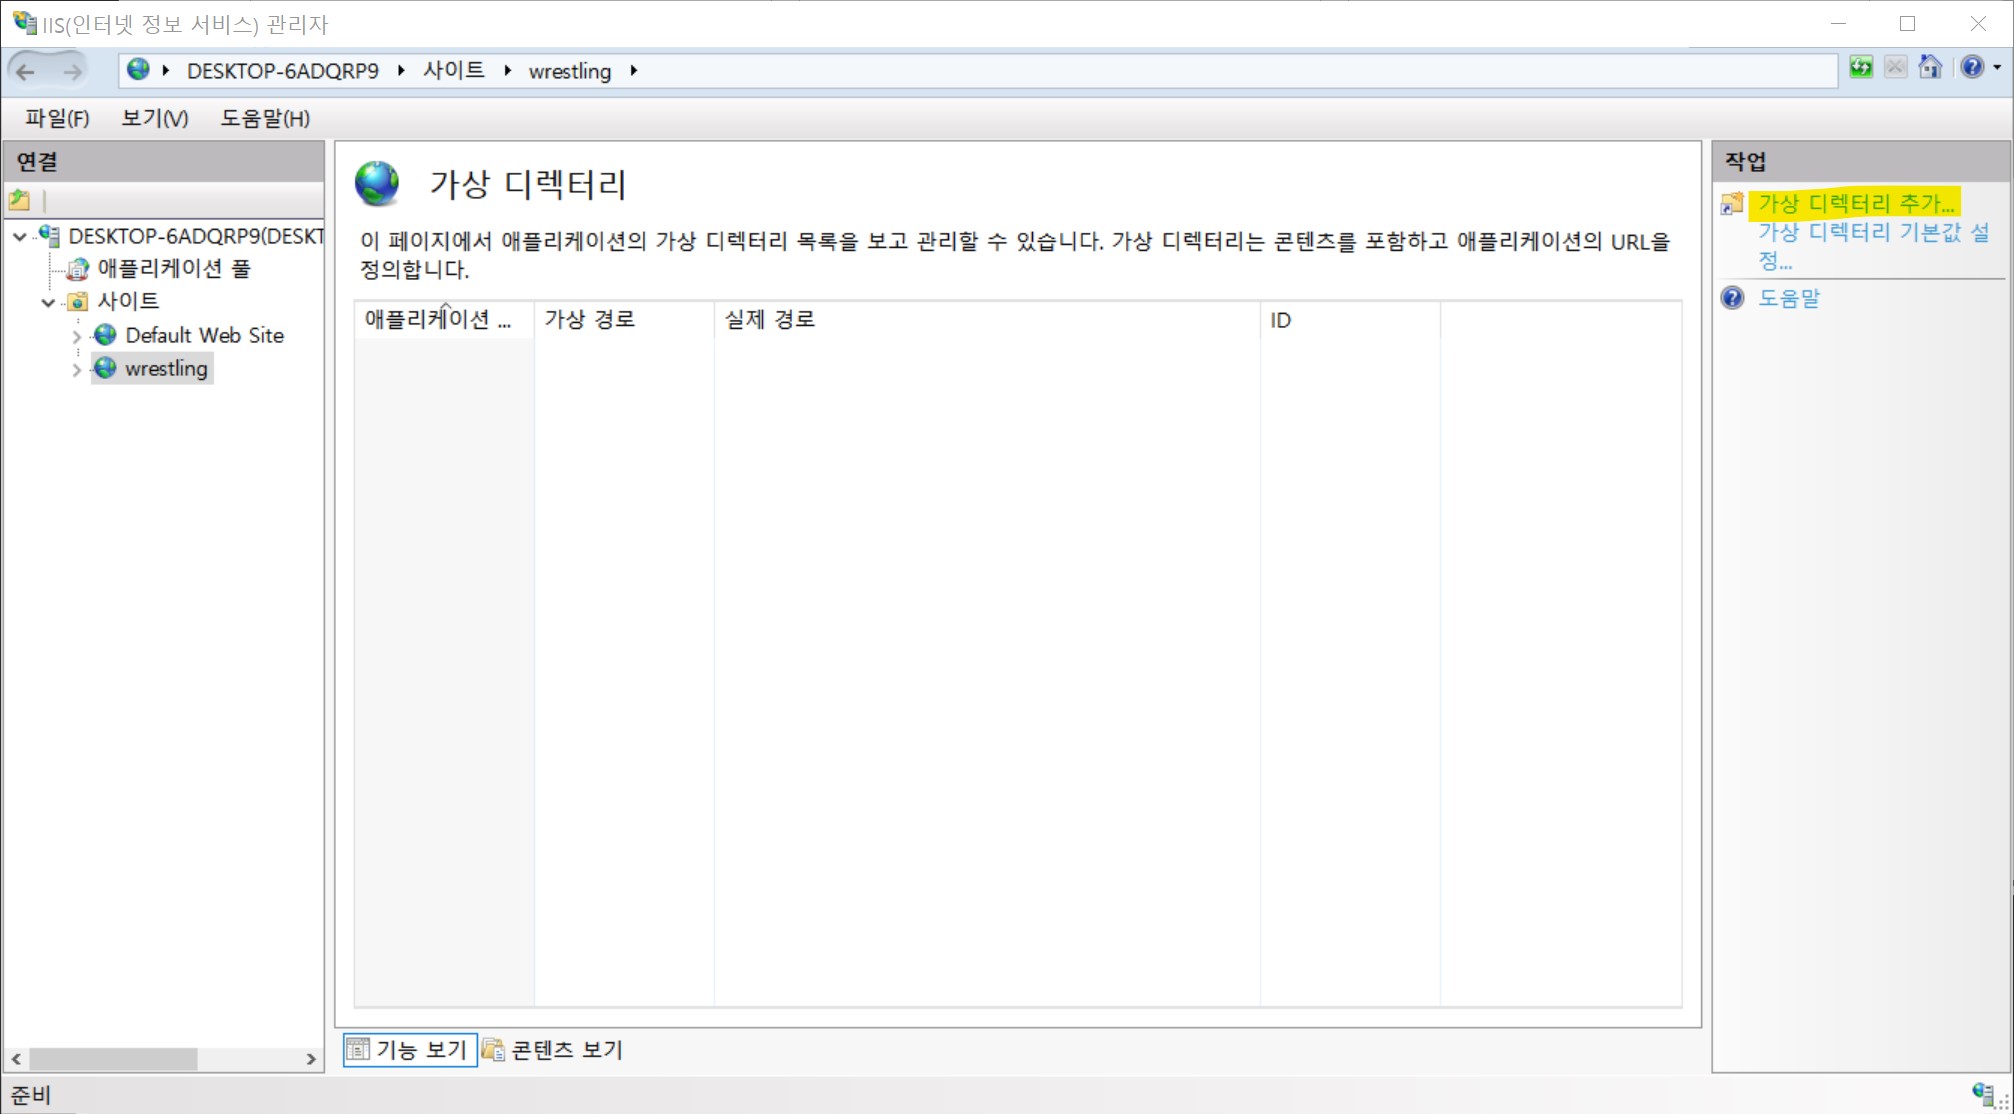 IIS(인터넷 정보 서비스) 관리자
DESKTOP-6ADQRP9 사이트 wrestling
파일(F) 보기(V) 도움말(H)
연결
DESKTOP-6ADQRP9(DESKT
애플리케이션 풀
사이트
Default Web Site
wrestling
가상 디렉터리
이 페이지에서 애플리케이션의 가상 디렉터리 목록을 보고 관리할 수 있습니다. 가상 디렉터리는 콘텐츠를 포함하고 애플리케이션의 URL을
정의합니다.
애플리케이션 ... 가상 경로 실제 경로 ID
기능 보기 콘텐츠 보기
작업
가상 디렉터리 추가...
가상 디렉터리 기본값 설
정...
도움말
준비